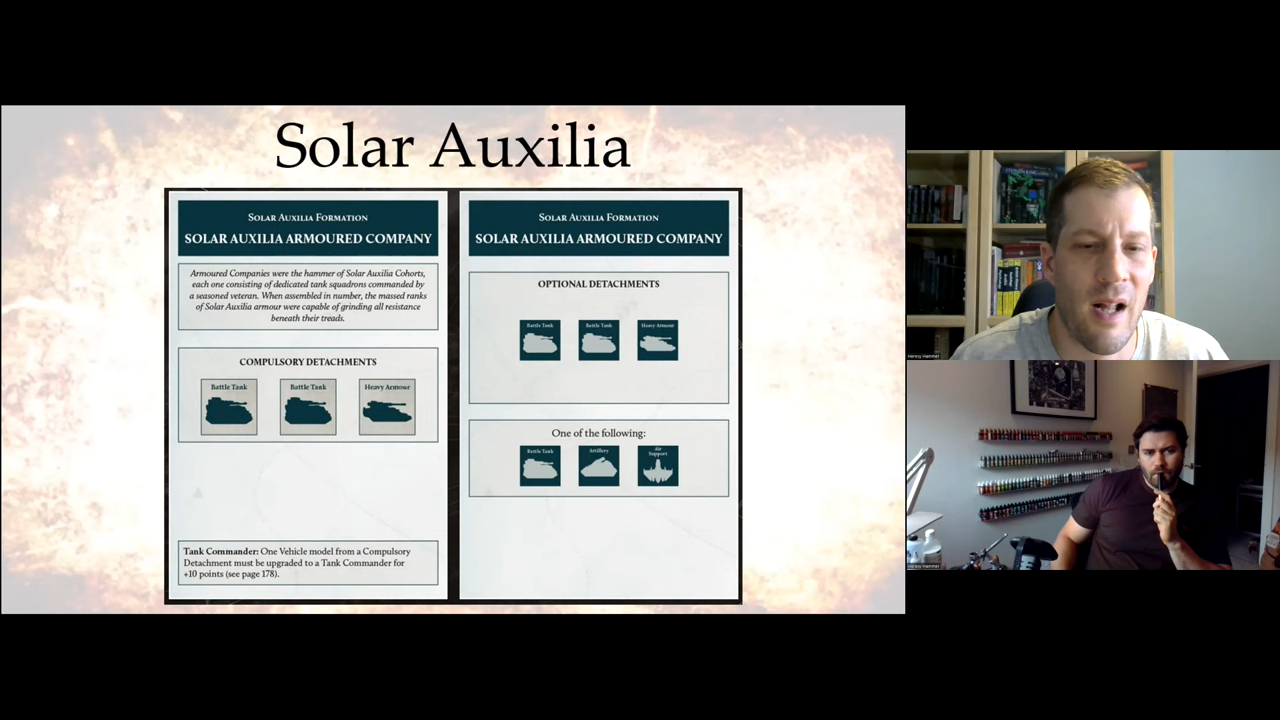 Solar Auxilia
Solar Auxilia Formation
SOLAR AUXILIA ARMOURED COMPANY
Armoured Companies were the hammer of Solar Auxilia Cohorts,
each one consisting of dedicated tank squadrons commanded by
a seasoned veteran. When assembled in number, the massed ranks
of Solar Auxilia armour were capable of grinding all resistance
beneath their treads.
COMPULSORY DETACHMENTS
Battle Tank
Battle Tank
Heavy Armour
Tank Commander: One Vehicle model from a Compulsory
Detachment must be upgraded to a Tank Commander for
+10 points (see page 178).
Solar Auxilia Formation
SOLAR AUXILIA ARMOURED COMPANY
OPTIONAL DETACHMENTS
Battle Tank
Battle Tank
Heavy Armour
One of the following:
Battle Tank
Artillery
Air
Support
Heresy Hammer
Heresy Hammer